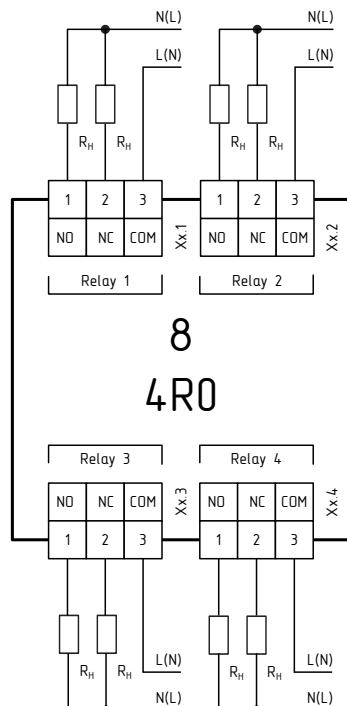 N(L) N(L)
L(N) L(N)
RH RH RH RH
1 2 3 1 2 3
NO NC COM Xx.1 NO NC COM Xx.2
Relay 1 Relay 2
8
4RO
Relay 3 Relay 4
NO NC COM Xx.3 NO NC COM Xx.4
1 2 3 1 2 3
L(N) L(N)
RH RH RH RH
N(L) N(L)